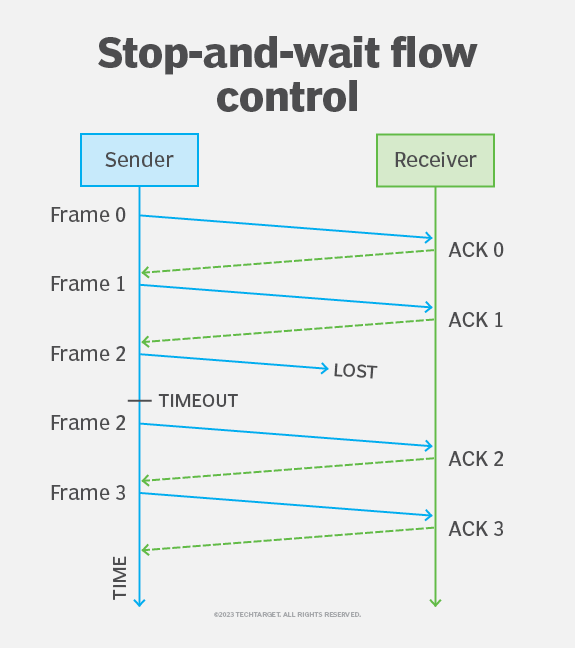 Stop-and-wait flow
control
Sender
Receiver
Frame 0
ACK 0
Frame 1
ACK 1
Frame 2
LOST
TIMEOUT
Frame 2
ACK 2
Frame 3
ACK 3
TIME
©2023 TECHTARGET. ALL RIGHTS RESERVED.